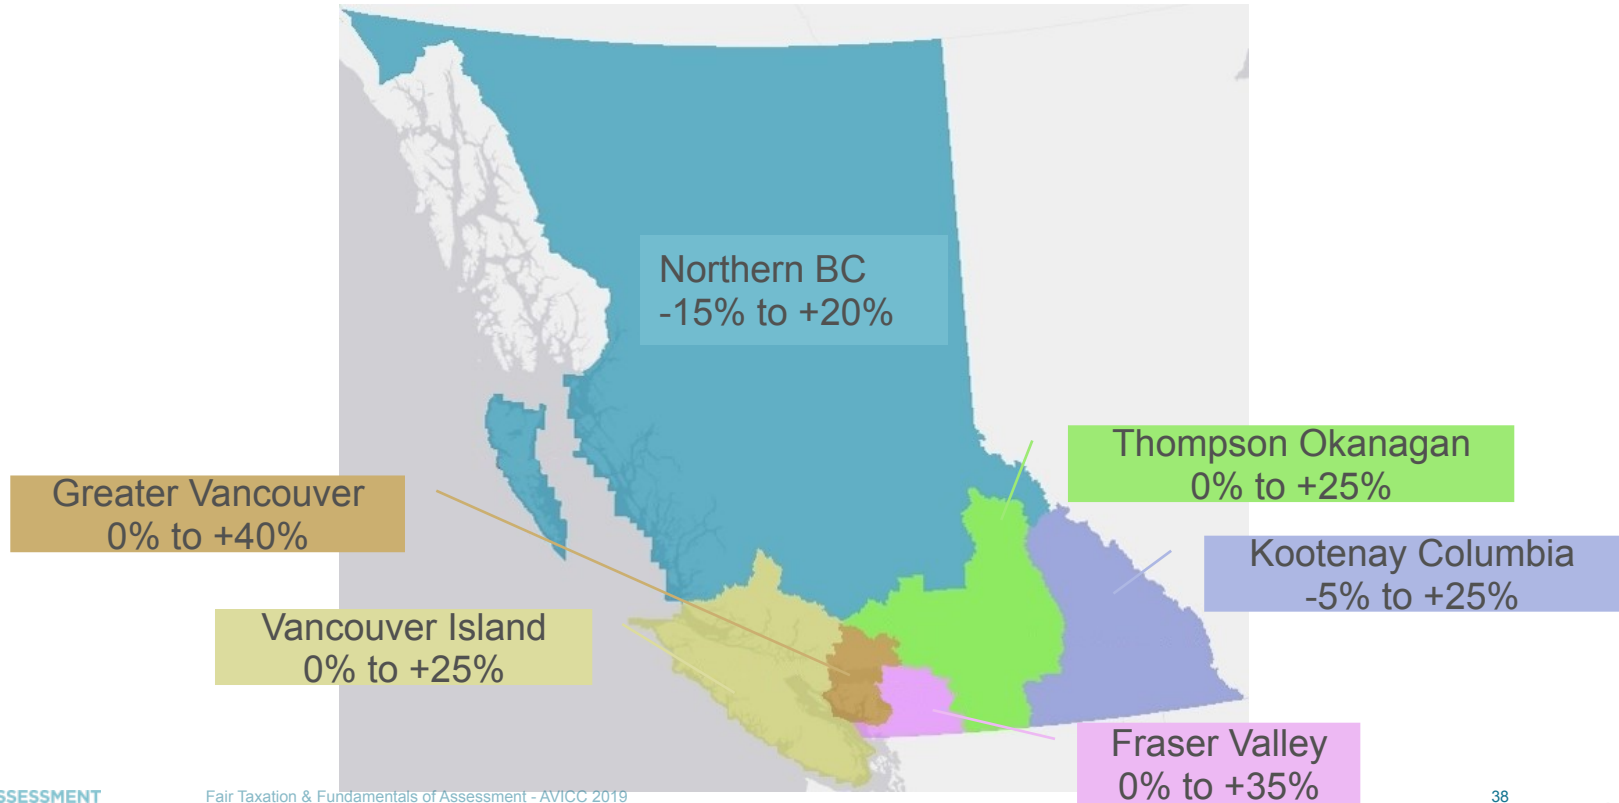 Northern BC
-15% to +20%
Thompson Okanagan
0% to +25%
Greater Vancouver
0% to +40%
Kootenay Columbia
-5% to +25%
Vancouver Island
0% to +25%
Fraser Valley
0% to +35%
Fair Taxation & Fundamentals of Assessment - AVICC 2019
38